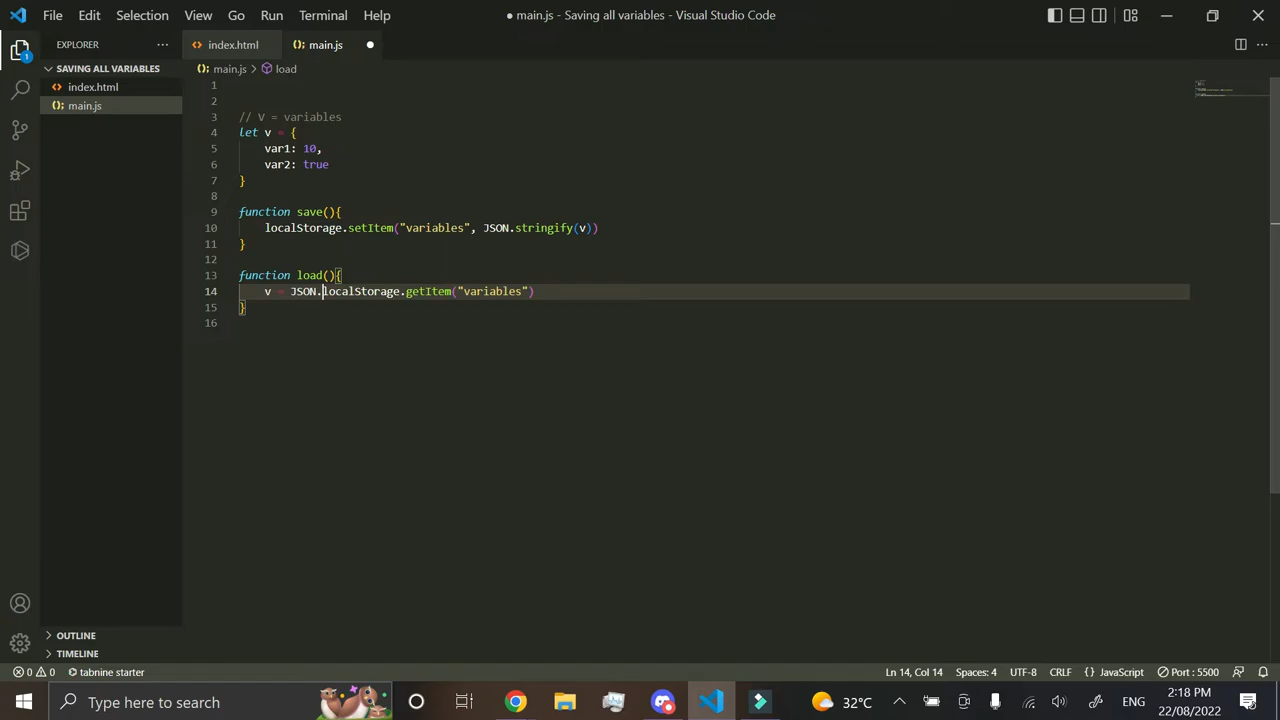 File Edit Selection View Go Run Terminal Help
● main.js - Saving all variables - Visual Studio Code
EXPLORER
index.html
main.js
SAVING ALL VARIABLES
index.html
main.js
main.js > load
1
2
3 // V = variables
4 let v = {
5 var1: 10,
6 var2: true
7 }
8
9 function save(){
10 localStorage.setItem("variables", JSON.stringify(v))
11 }
12
13 function load(){
14 v = JSON.localStorage.getItem("variables")
15 }
16
1
OUTLINE
TIMELINE
0 0 tabnine starter
Ln 14, Col 14 Spaces: 4 UTF-8 CRLF {} JavaScript Port : 5500
Type here to search
32°C
ENG
2:18 PM
22/08/2022